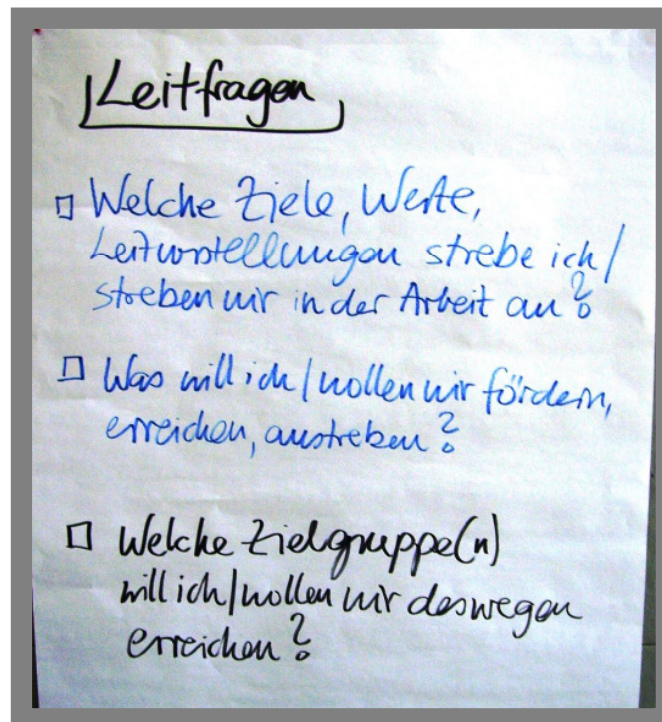 Leitfragen
Welche Ziele, Werte,
Leitvorstellungen strebe ich/
streben wir in der Arbeit an?
Was will ich/wollen wir fördern,
erreichen, anstreben?
Welche Zielgruppe(n)
will ich/wollen wir deswegen
erreichen?